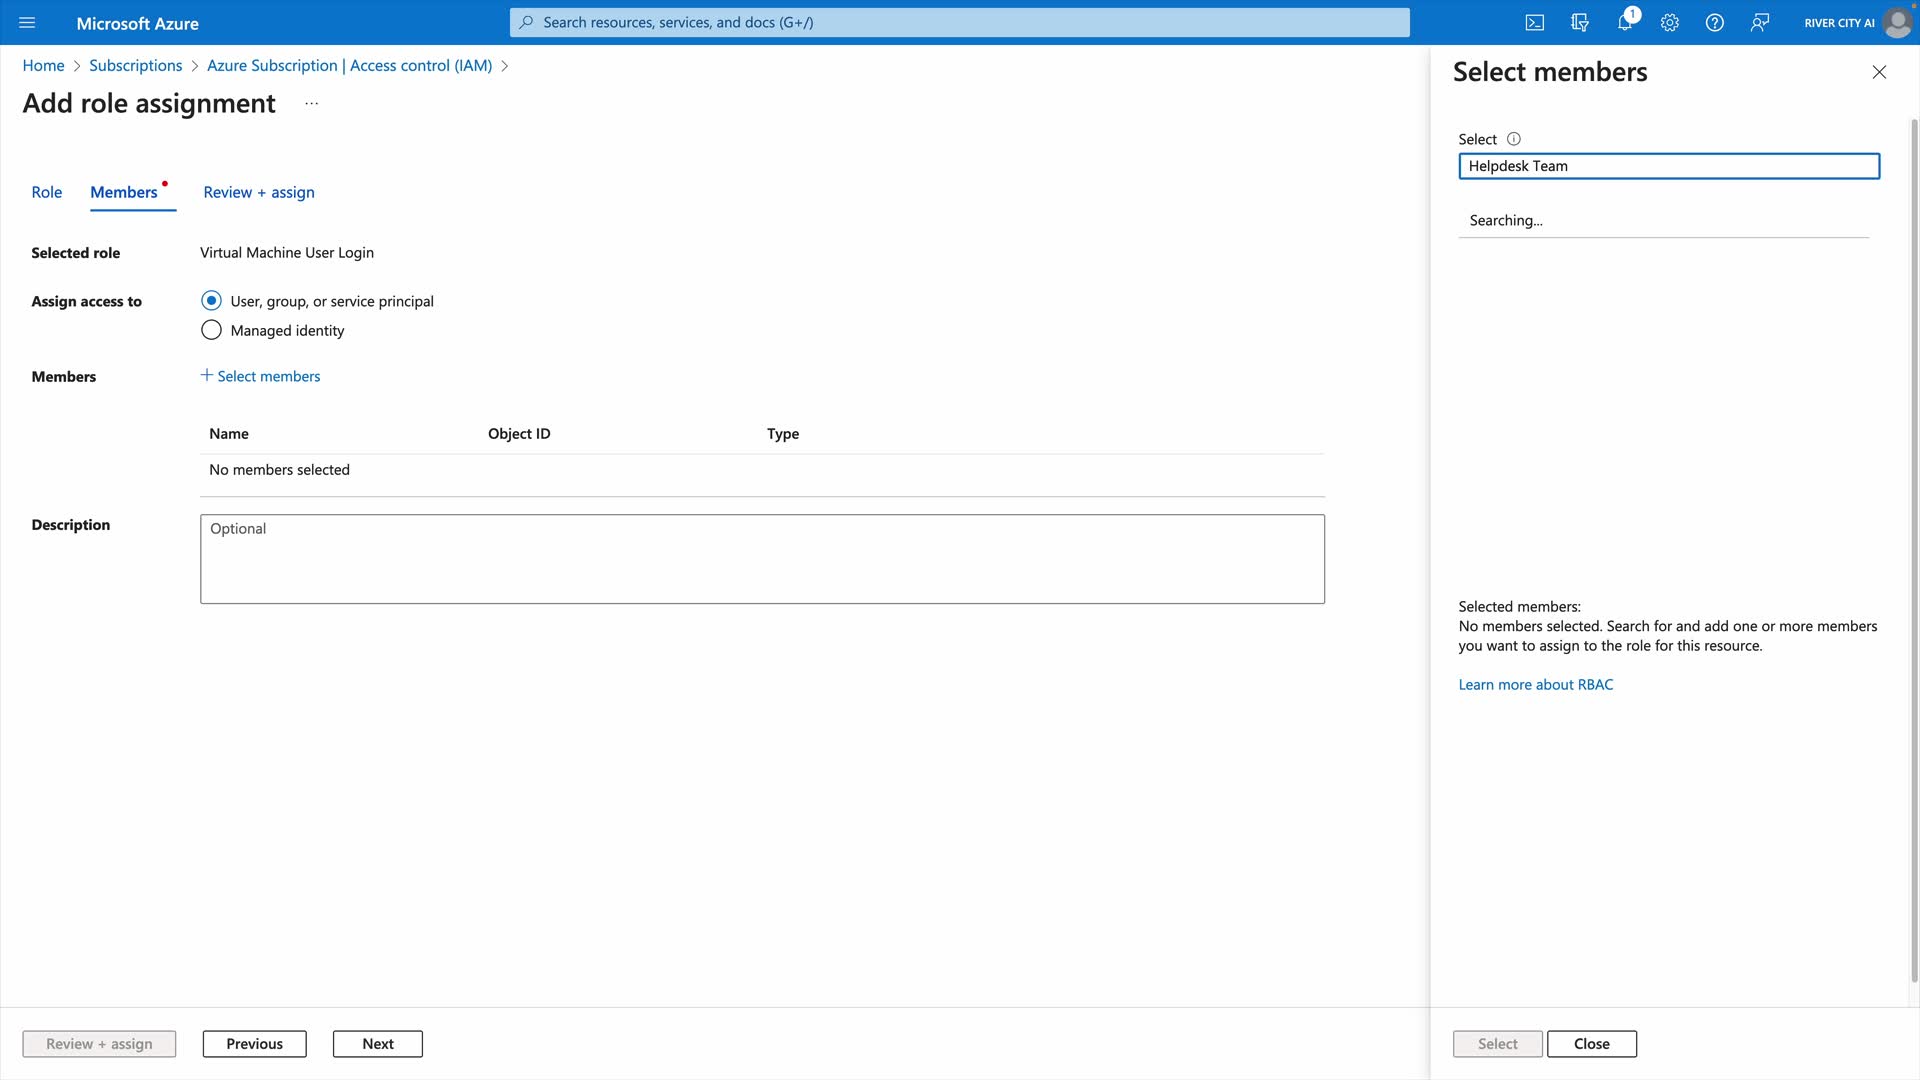 Microsoft Azure
Search resources, services, and docs (G+/)
1
RIVER CITY AI
Home > Subscriptions > Azure Subscription | Access control (IAM) >
Add role assignment ...
Role
Members
Review + assign
Selected role
Virtual Machine User Login
Assign access to
User, group, or service principal
Managed identity
Members
+ Select members
Name
Object ID
Type
No members selected
Description
Optional
Review + assign
Previous
Next
Select members
Select
Helpdesk Team
Searching...
Selected members:
No members selected. Search for and add one or more members
you want to assign to the role for this resource.
Learn more about RBAC
Select
Close